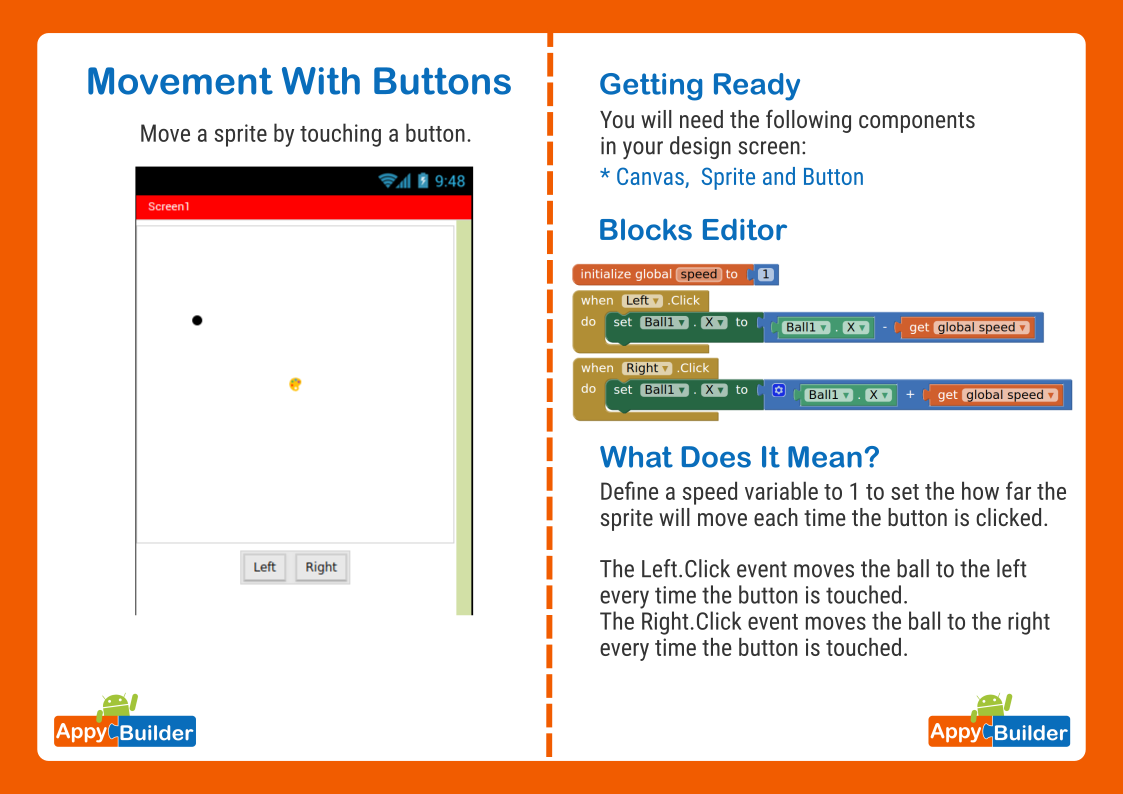 Movement With Buttons
Move a sprite by touching a button.
9:48
Screen1
Left Right
Appy Builder
Getting Ready
You will need the following components
in your design screen:
* Canvas, Sprite and Button
Blocks Editor
initialize global speed to 1
when Left .Click
do set Ball1 . X to Ball1 . X - get global speed
when Right .Click
do set Ball1 . X to Ball1 . X + get global speed
What Does It Mean?
Define a speed variable to 1 to set the how far the
sprite will move each time the button is clicked.
The Left.Click event moves the ball to the left
every time the button is touched.
The Right.Click event moves the ball to the right
every time the button is touched.
Appy Builder